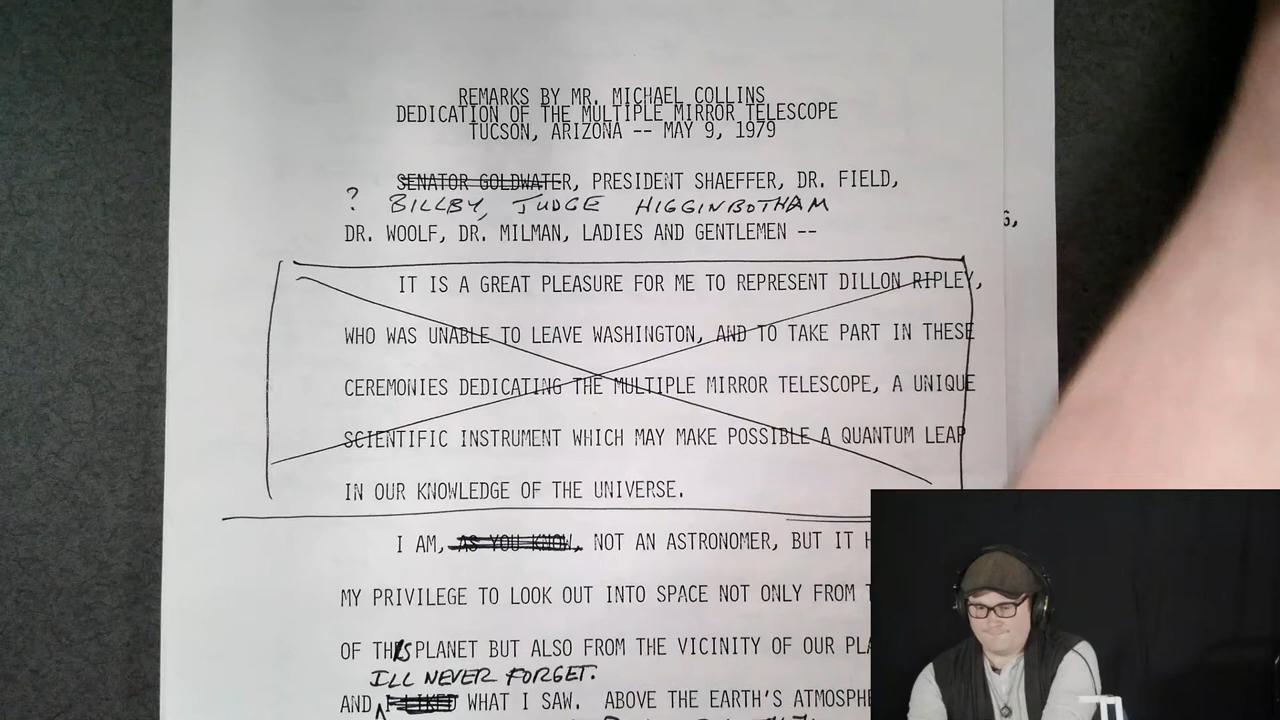 REMARKS BY MR. MICHAEL COLLINS
DEDICATION OF THE MULTIPLE MIRROR TELESCOPE
TUCSON, ARIZONA -- MAY 9, 1979
SENATOR GOLDWATER, PRESIDENT SHAEFFER, DR. FIELD,
? BILLBY, JUDGE HIGGINBOTHAM
DR. WOOLF, DR. MILMAN, LADIES AND GENTLEMEN --
IT IS A GREAT PLEASURE FOR ME TO REPRESENT DILLON RIPLEY,
WHO WAS UNABLE TO LEAVE WASHINGTON, AND TO TAKE PART IN THESE
CEREMONIES DEDICATING THE MULTIPLE MIRROR TELESCOPE, A UNIQUE
SCIENTIFIC INSTRUMENT WHICH MAY MAKE POSSIBLE A QUANTUM LEAP
IN OUR KNOWLEDGE OF THE UNIVERSE.
I AM, AS YOU KNOW, NOT AN ASTRONOMER, BUT IT
MY PRIVILEGE TO LOOK OUT INTO SPACE NOT ONLY FROM
OF THIS PLANET BUT ALSO FROM THE VICINITY OF OUR
ILL NEVER FORGET.
AND I LIKED WHAT I SAW. ABOVE THE EARTH'S